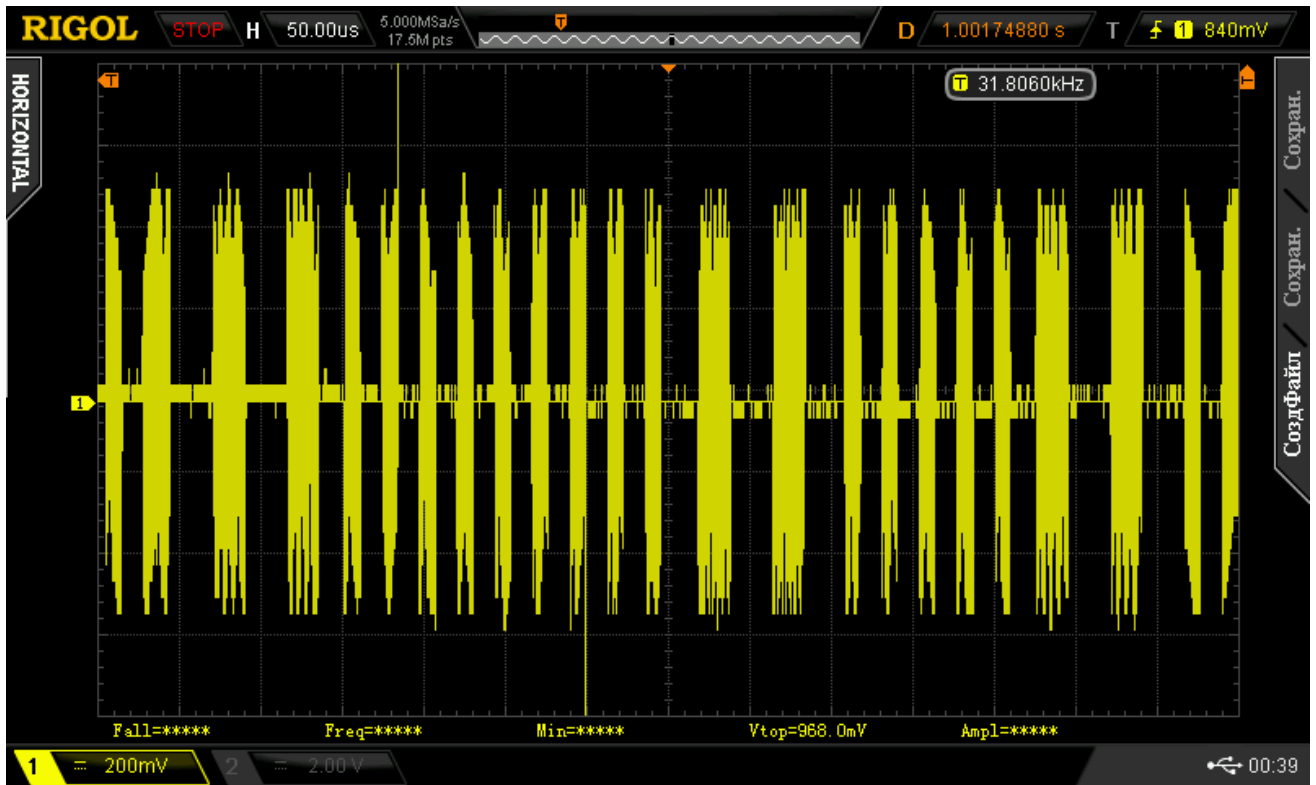 RIGOL STOP H 50.00us 5.000MSa/s 17.5M pts D 1.00174880 s T 1 840mV
HORIZONTAL
T
T 31.8060kHz
T
Сохран.
Сохран.
СоздФайл
1
Fall=***** Freq=***** Min=***** Vtop=968.0mV Ampl=*****
1 = 200mV 2 = 2.00 V 00:39